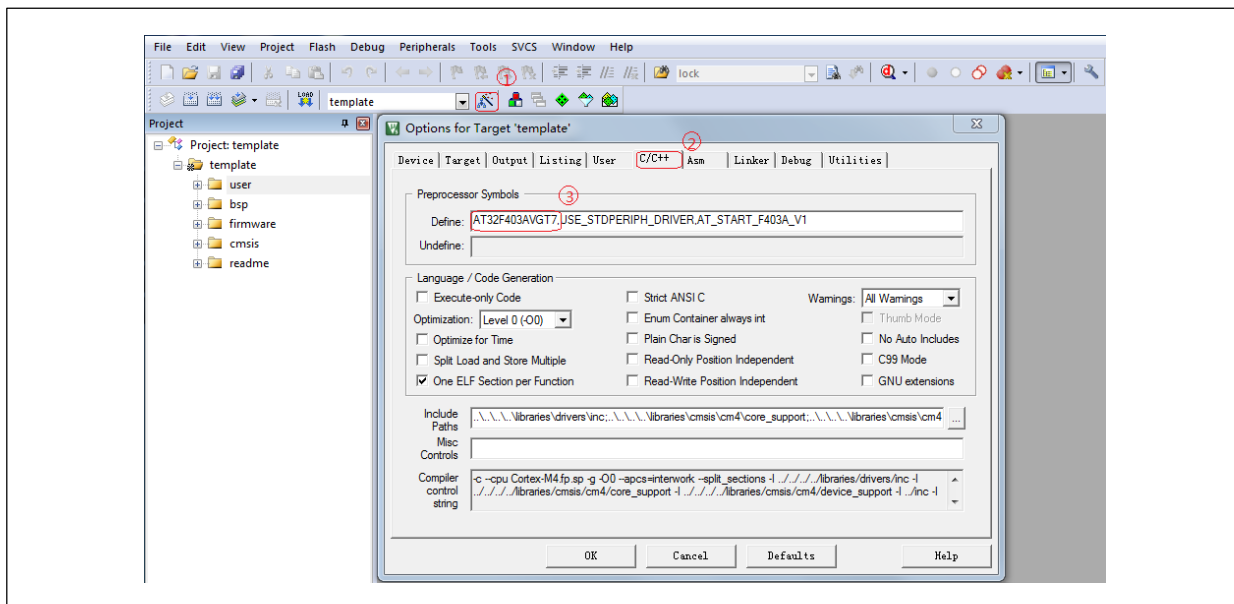 File Edit View Project Flash Debug Peripherals Tools SVCS Window Help
① lock
LOAD template
Project
Options for Target 'template'
②
Project: template
template
user
bsp
firmware
cmsis
readme
Device Target Output Listing User C/C++ Asm Linker Debug Utilities
Preprocessor Symbols ③
Define: AT32F403AVGT7,USE_STDPERIPH_DRIVER,AT_START_F403A_V1
Undefine:
Language / Code Generation
Execute-only Code Strict ANSI C Warnings: All Warnings
Optimization: Level 0 (-O0) Enum Container always int Thumb Mode
Optimize for Time Plain Char is Signed No Auto Includes
Split Load and Store Multiple Read-Only Position Independent C99 Mode
One ELF Section per Function Read-Write Position Independent GNU extensions
Include Paths ..\..\..\..\libraries\drivers\inc;..\..\..\..\libraries\cmsis\cm4\core_support;..\..\..\..\libraries\cmsis\cm4 ...
Misc Controls
Compiler control string -c --cpu Cortex-M4.fp.sp -g -O0 --apcs=interwork --split_sections -I ../../../../libraries/drivers/inc -I
../../../../libraries/cmsis/cm4/core_support -I ../../../../libraries/cmsis/cm4/device_support -I ../inc -I
OK Cancel Defaults Help